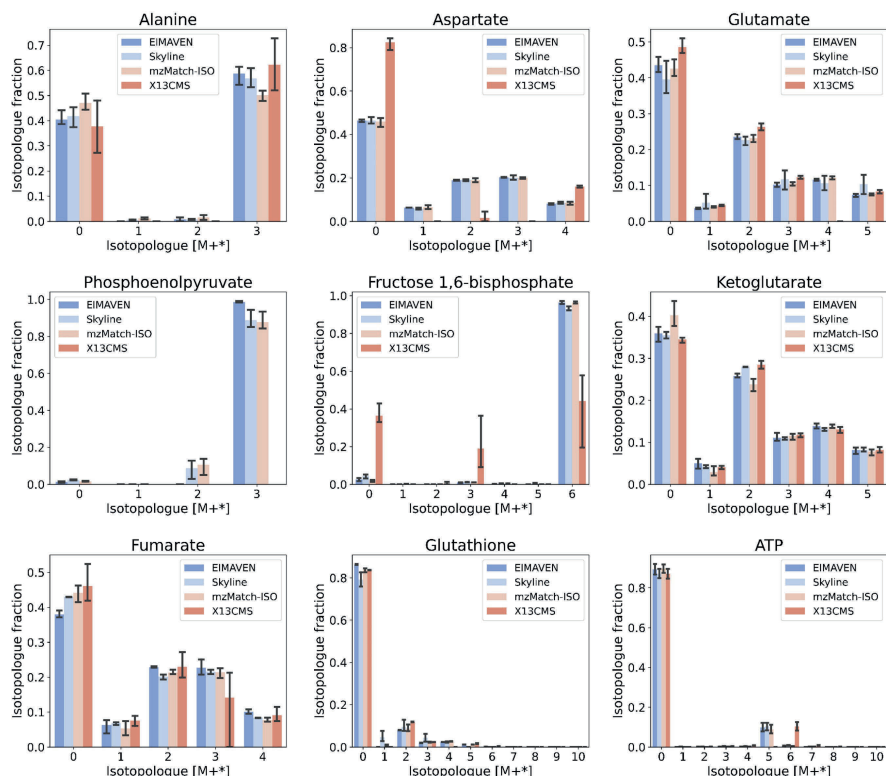 Alanine
Isotopologue fraction
0.7
0.6
0.5
0.4
0.3
0.2
0.1
0.0
EIMAVEN
Skyline
mzMatch-ISO
X13CMS
0 1 2 3
Isotopologue [M+*]
Aspartate
Isotopologue fraction
0.8
0.6
0.4
0.2
0.0
EIMAVEN
Skyline
mzMatch-ISO
X13CMS
0 1 2 3 4
Isotopologue [M+*]
Glutamate
Isotopologue fraction
0.5
0.4
0.3
0.2
0.1
0.0
EIMAVEN
Skyline
mzMatch-ISO
X13CMS
0 1 2 3 4 5
Isotopologue [M+*]
Phosphoenolpyruvate
Isotopologue fraction
1.0
0.8
0.6
0.4
0.2
0.0
EIMAVEN
Skyline
mzMatch-ISO
X13CMS
0 1 2 3
Isotopologue [M+*]
Fructose 1,6-bisphosphate
Isotopologue fraction
1.0
0.8
0.6
0.4
0.2
0.0
EIMAVEN
Skyline
mzMatch-ISO
X13CMS
0 1 2 3 4 5 6
Isotopologue [M+*]
Ketoglutarate
Isotopologue fraction
0.4
0.3
0.2
0.1
0.0
EIMAVEN
Skyline
mzMatch-ISO
X13CMS
0 1 2 3 4 5
Isotopologue [M+*]
Fumarate
Isotopologue fraction
0.5
0.4
0.3
0.2
0.1
0.0
EIMAVEN
Skyline
mzMatch-ISO
X13CMS
0 1 2 3 4
Isotopologue [M+*]
Glutathione
Isotopologue fraction
0.8
0.6
0.4
0.2
0.0
EIMAVEN
Skyline
mzMatch-ISO
X13CMS
0 1 2 3 4 5 6 7 8 9 10
Isotopologue [M+*]
ATP
Isotopologue fraction
0.8
0.6
0.4
0.2
0.0
EIMAVEN
Skyline
mzMatch-ISO
X13CMS
0 1 2 3 4 5 6 7 8 9 10
Isotopologue [M+*]